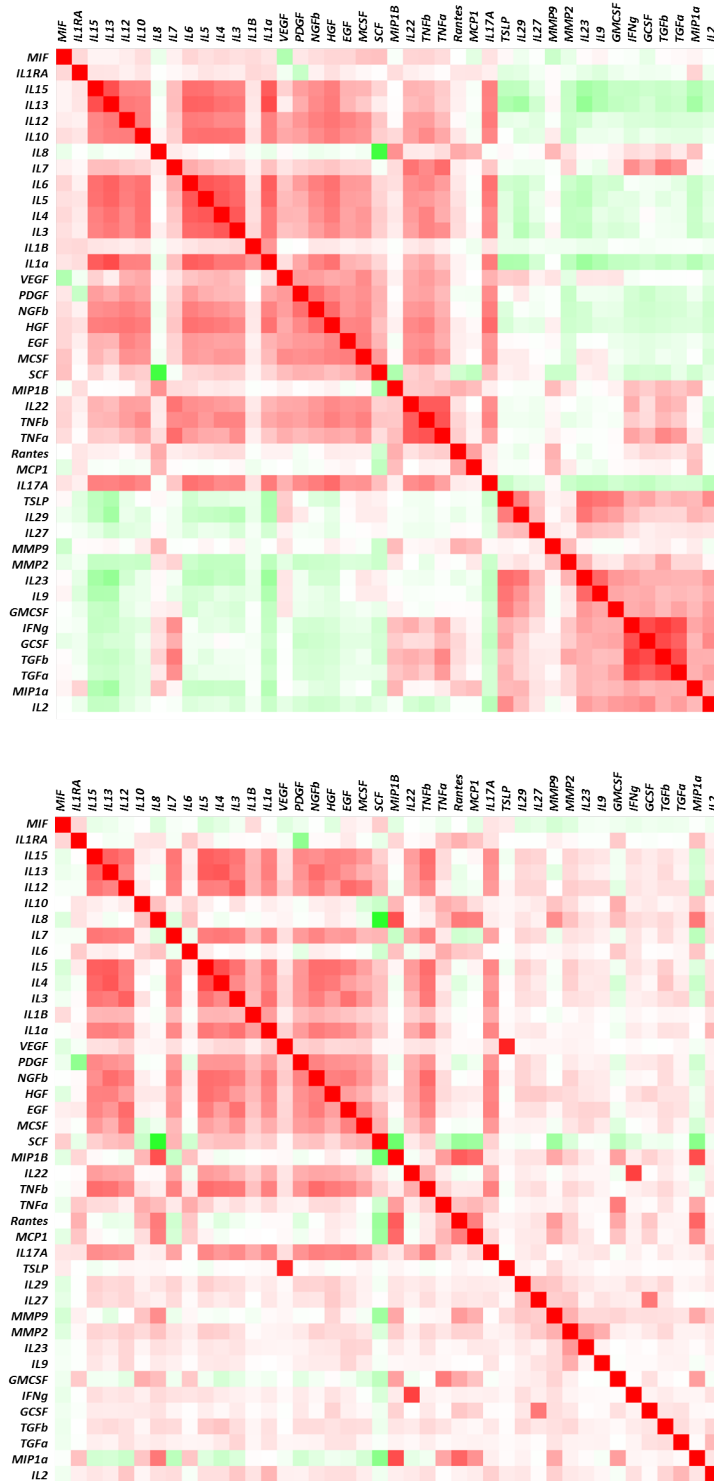 MIF IL1RA IL15 IL13 IL12 IL10 IL8 IL7 IL6 IL5 IL4 IL3 IL1B IL1a VEGF PDGF NGFb HGF EGF MCSF SCF MIP1B IL22 TNFb TNFa Rantes MCP1 IL17A TSLP IL29 IL27 MMP9 MMP2 IL23 IL9 GMCSF IFNg GCSF TGFb TGFa MIP1a IL2
MIF
IL1RA
IL15
IL13
IL12
IL10
IL8
IL7
IL6
IL5
IL4
IL3
IL1B
IL1a
VEGF
PDGF
NGFb
HGF
EGF
MCSF
SCF
MIP1B
IL22
TNFb
TNFa
Rantes
MCP1
IL17A
TSLP
IL29
IL27
MMP9
MMP2
IL23
IL9
GMCSF
IFNg
GCSF
TGFb
TGFa
MIP1a
IL2
MIF IL1RA IL15 IL13 IL12 IL10 IL8 IL7 IL6 IL5 IL4 IL3 IL1B IL1a VEGF PDGF NGFb HGF EGF MCSF SCF MIP1B IL22 TNFb TNFa Rantes MCP1 IL17A TSLP IL29 IL27 MMP9 MMP2 IL23 IL9 GMCSF IFNg GCSF TGFb TGFa MIP1a IL2
MIF
IL1RA
IL15
IL13
IL12
IL10
IL8
IL7
IL6
IL5
IL4
IL3
IL1B
IL1a
VEGF
PDGF
NGFb
HGF
EGF
MCSF
SCF
MIP1B
IL22
TNFb
TNFa
Rantes
MCP1
IL17A
TSLP
IL29
IL27
MMP9
MMP2
IL23
IL9
GMCSF
IFNg
GCSF
TGFb
TGFa
MIP1a
IL2